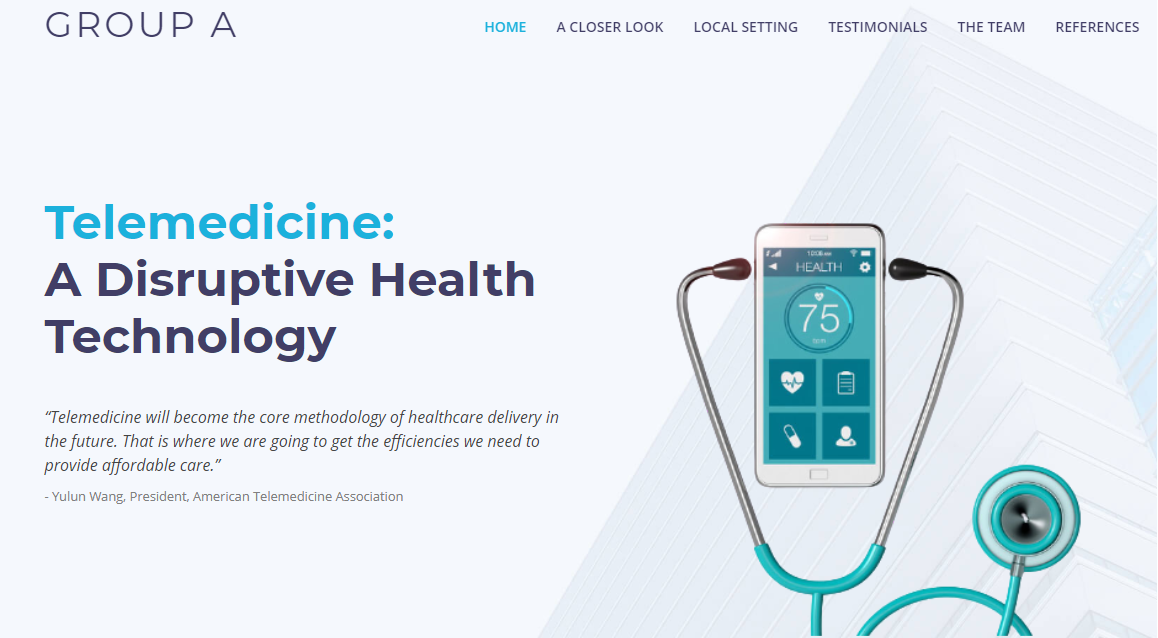 GROUP A
HOME A CLOSER LOOK LOCAL SETTING TESTIMONIALS THE TEAM REFERENCES
Telemedicine:
A Disruptive Health
Technology
“Telemedicine will become the core methodology of healthcare delivery in
the future. That is where we are going to get the efficiencies we need to
provide affordable care.”
- Yulun Wang, President, American Telemedicine Association
HEALTH
75
bpm